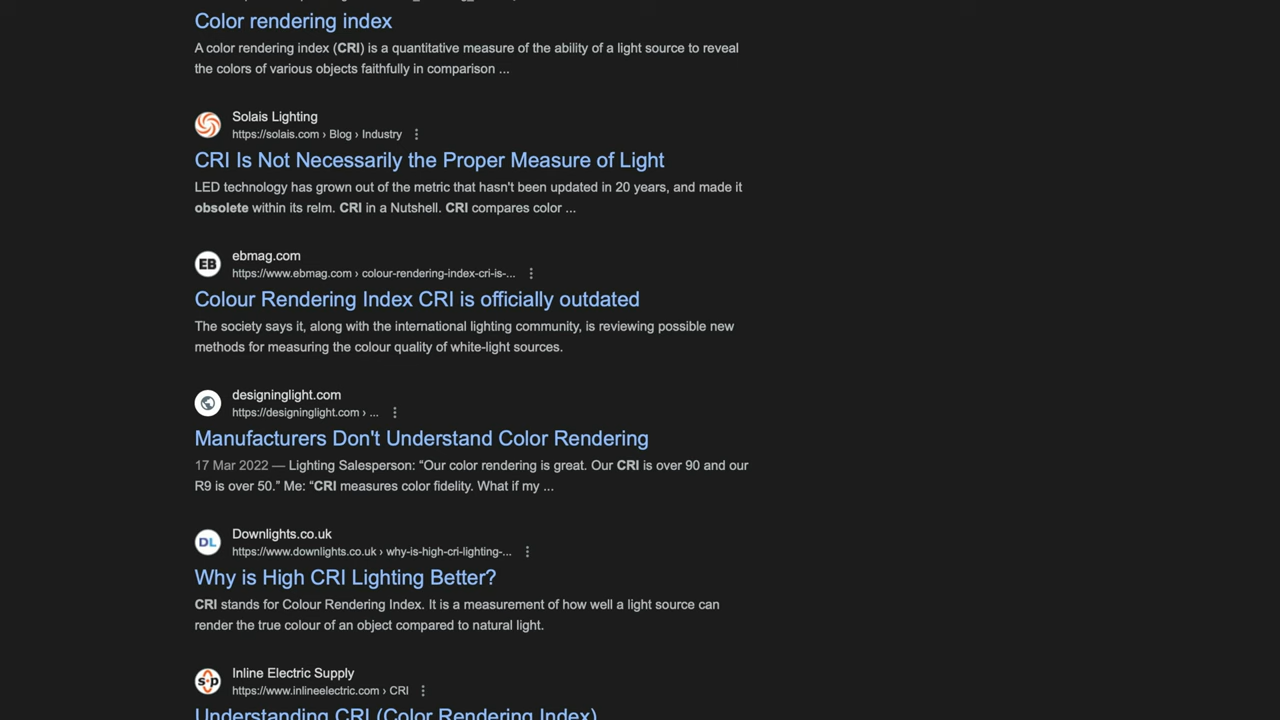 Color rendering index
A color rendering index (CRI) is a quantitative measure of the ability of a light source to reveal
the colors of various objects faithfully in comparison ...
Solais Lighting
https://solais.com › Blog › Industry
CRI Is Not Necessarily the Proper Measure of Light
LED technology has grown out of the metric that hasn't been updated in 20 years, and made it
obsolete within its relm. CRI in a Nutshell. CRI compares color ...
EB
ebmag.com
https://www.ebmag.com › colour-rendering-index-cri-is-...
Colour Rendering Index CRI is officially outdated
The society says it, along with the international lighting community, is reviewing possible new
methods for measuring the colour quality of white-light sources.
designinglight.com
https://designinglight.com › ...
Manufacturers Don't Understand Color Rendering
17 Mar 2022 — Lighting Salesperson: “Our color rendering is great. Our CRI is over 90 and our
R9 is over 50.” Me: “CRI measures color fidelity. What if my ...
DL
Downlights.co.uk
https://www.downlights.co.uk › why-is-high-cri-lighting-...
Why is High CRI Lighting Better?
CRI stands for Colour Rendering Index. It is a measurement of how well a light source can
render the true colour of an object compared to natural light.
s p
Inline Electric Supply
https://www.inlineelectric.com › CRI
Understanding CRI (Color Rendering Index)